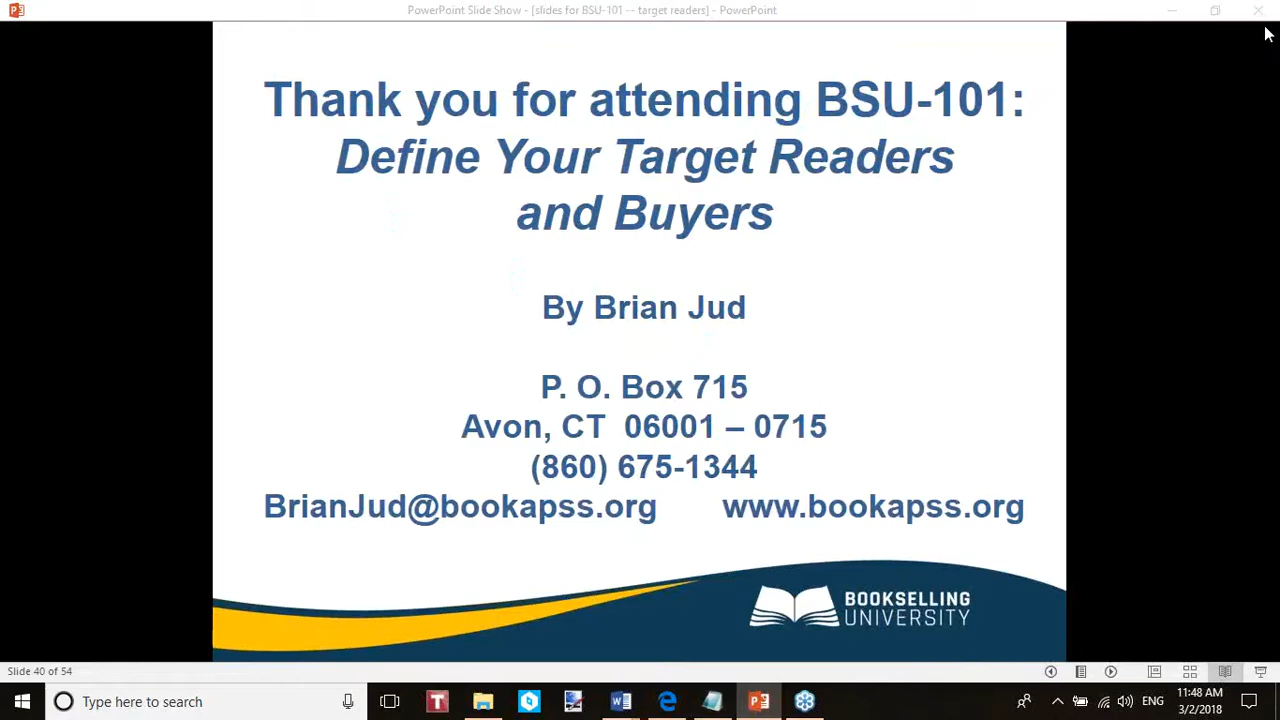 PowerPoint Slide Show - [slides for BSU-101 -- target readers] - PowerPoint
Thank you for attending BSU-101:
Define Your Target Readers
and Buyers
By Brian Jud
P. O. Box 715
Avon, CT  06001 – 0715
(860) 675-1344
BrianJud@bookapss.org www.bookapss.org
BOOKSELLING
UNIVERSITY
Slide 40 of 54
Type here to search
ENG
11:48 AM
3/2/2018